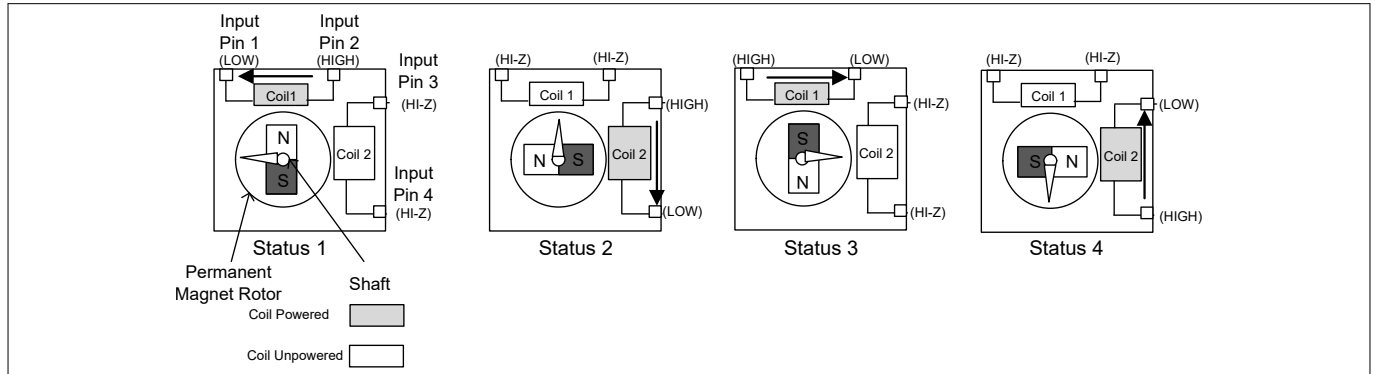 Input
Pin 1
(LOW)
Input
Pin 2
(HIGH)
Input
Pin 3
(HI-Z)
Coil1
N
S
Coil 2
Input
Pin 4
(HI-Z)
Status 1
Permanent
Magnet Rotor
Shaft
Coil Powered
Coil Unpowered
(HI-Z)
(HI-Z)
Coil 1
(HIGH)
N S
Coil 2
(LOW)
Status 2
(HIGH)
(LOW)
Coil 1
(HI-Z)
S
N
Coil 2
(HI-Z)
Status 3
(HI-Z)
(HI-Z)
Coil 1
(LOW)
S N
Coil 2
(HIGH)
Status 4